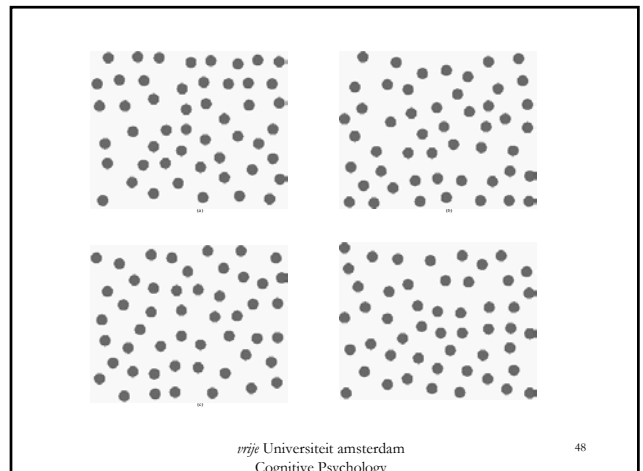 (a)
(b)
(c)
vrije Universiteit amsterdam
48
Cognitive Psychology